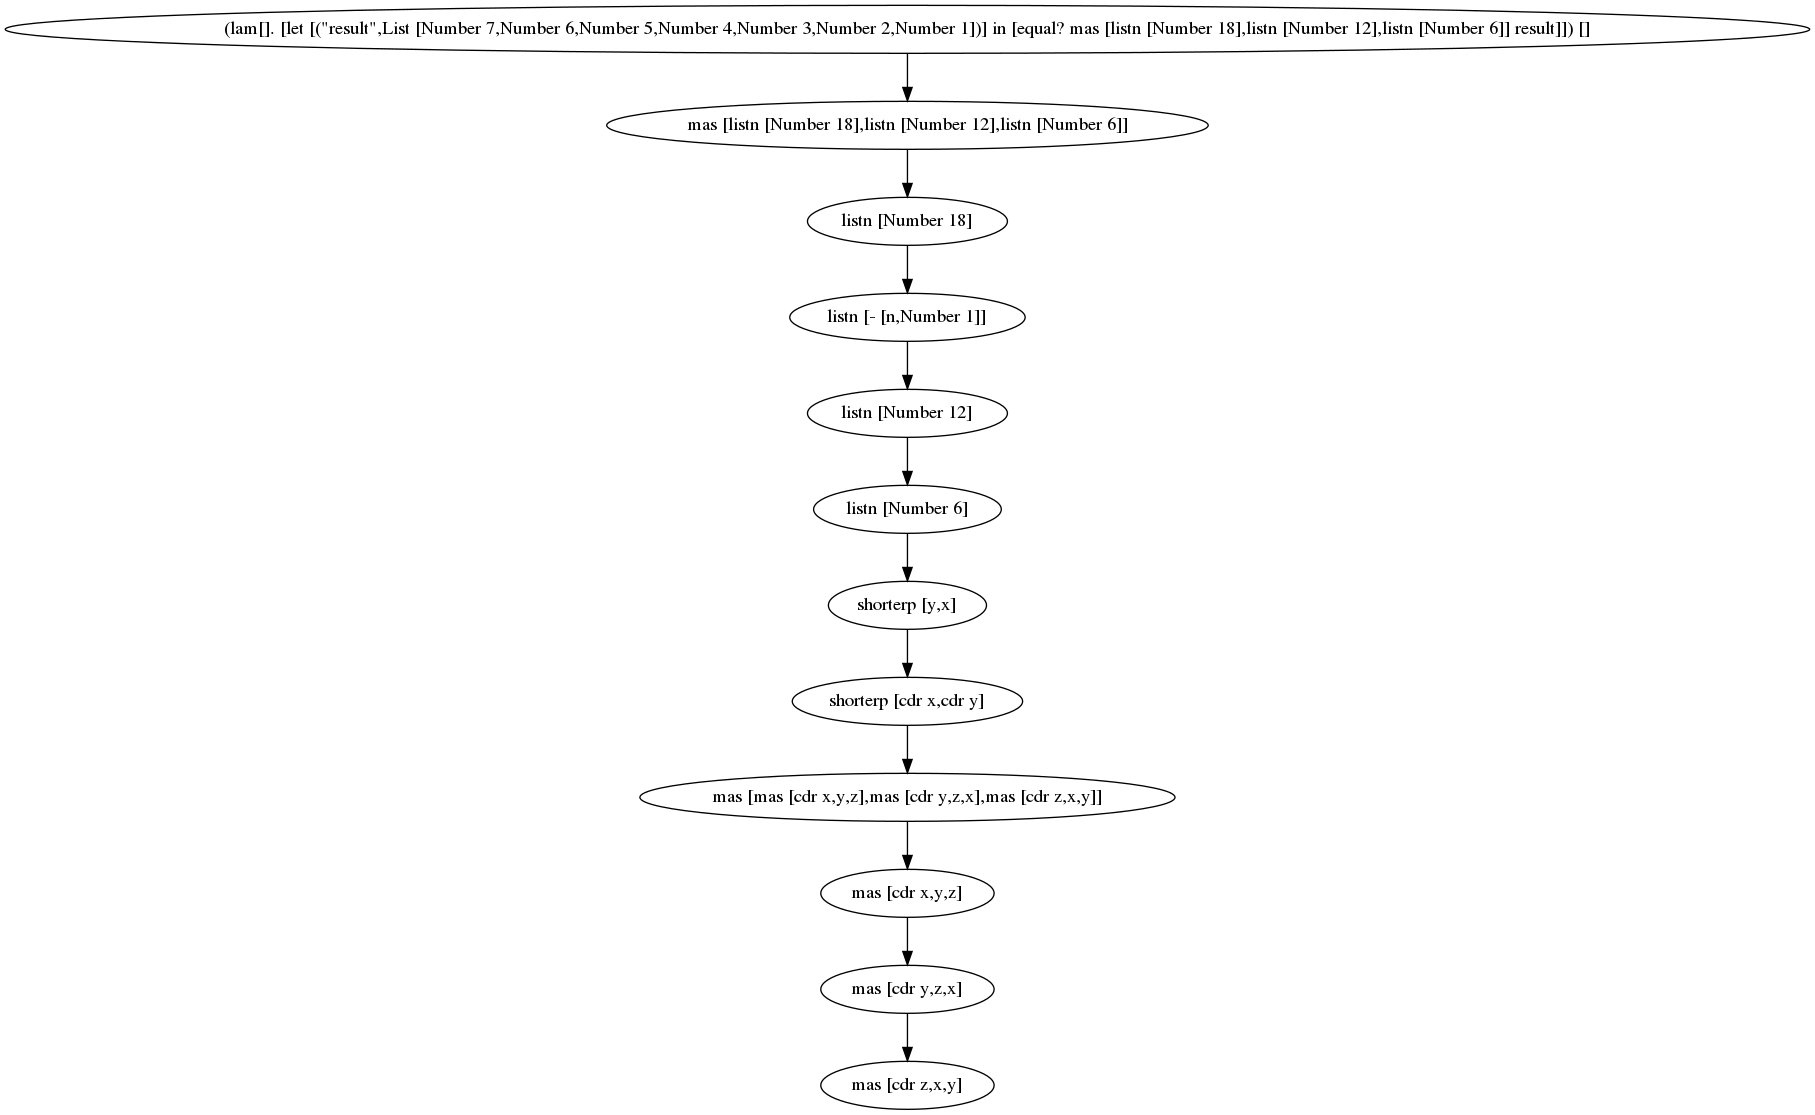 (lam[]. [let [("result",List [Number 7,Number 6,Number 5,Number 4,Number 3,Number 2,Number 1])] in [equal? mas [listn [Number 18],listn [Number 12],listn [Number 6]] result]]) []
mas [listn [Number 18],listn [Number 12],listn [Number 6]]
listn [Number 18]
listn [- [n,Number 1]]
listn [Number 12]
listn [Number 6]
shorterp [y,x]
shorterp [cdr x,cdr y]
mas [mas [cdr x,y,z],mas [cdr y,z,x],mas [cdr z,x,y]]
mas [cdr x,y,z]
mas [cdr y,z,x]
mas [cdr z,x,y]